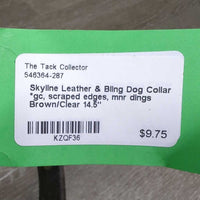 The Tack Collector
546364-287
Skyline Leather & Bling Dog Collar
*gc, scraped edges, mnr dings
Brown/Clear 14.5"
KZQF36
$9.75